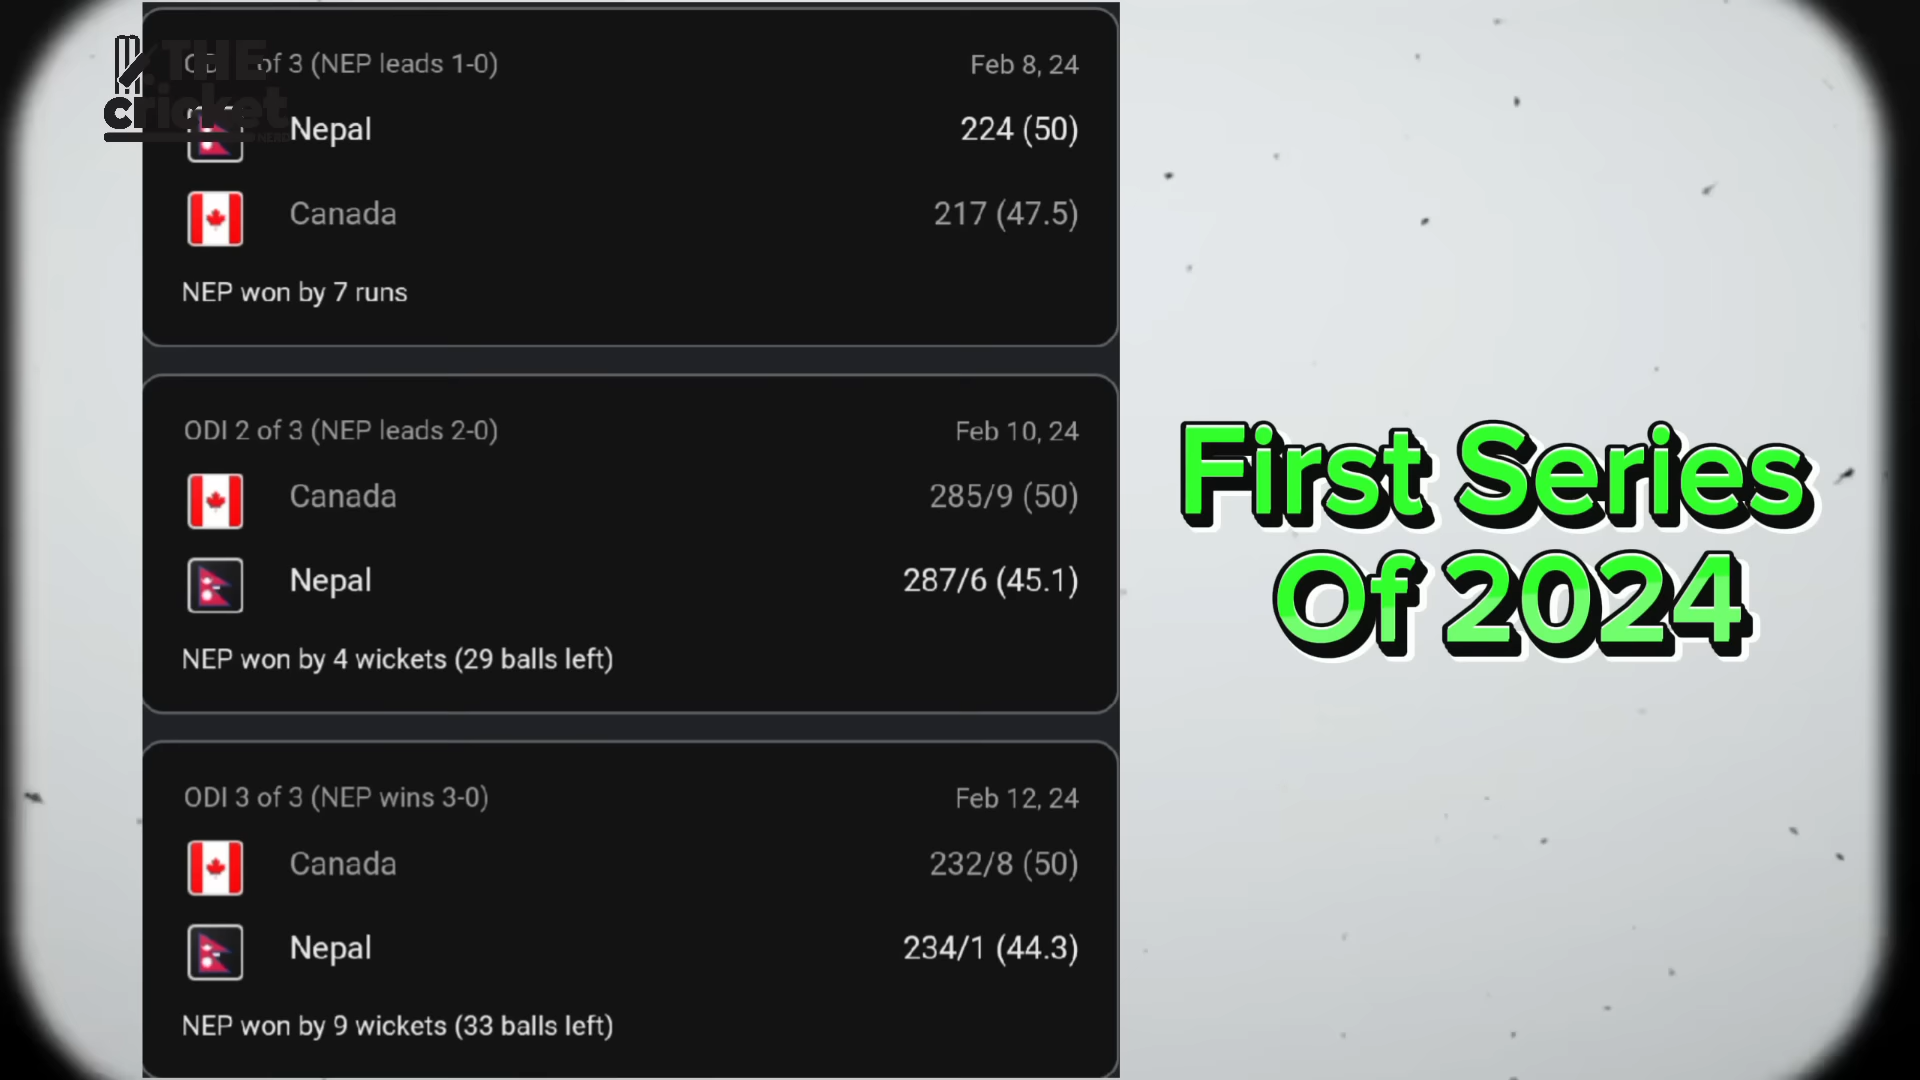 THE
cricket
of 3 (NEP leads 1-0)
Feb 8, 24
Nepal
224 (50)
Canada
217 (47.5)
NEP won by 7 runs
ODI 2 of 3 (NEP leads 2-0)
Feb 10, 24
Canada
285/9 (50)
Nepal
287/6 (45.1)
NEP won by 4 wickets (29 balls left)
ODI 3 of 3 (NEP wins 3-0)
Feb 12, 24
Canada
232/8 (50)
Nepal
234/1 (44.3)
NEP won by 9 wickets (33 balls left)
First Series
Of 2024